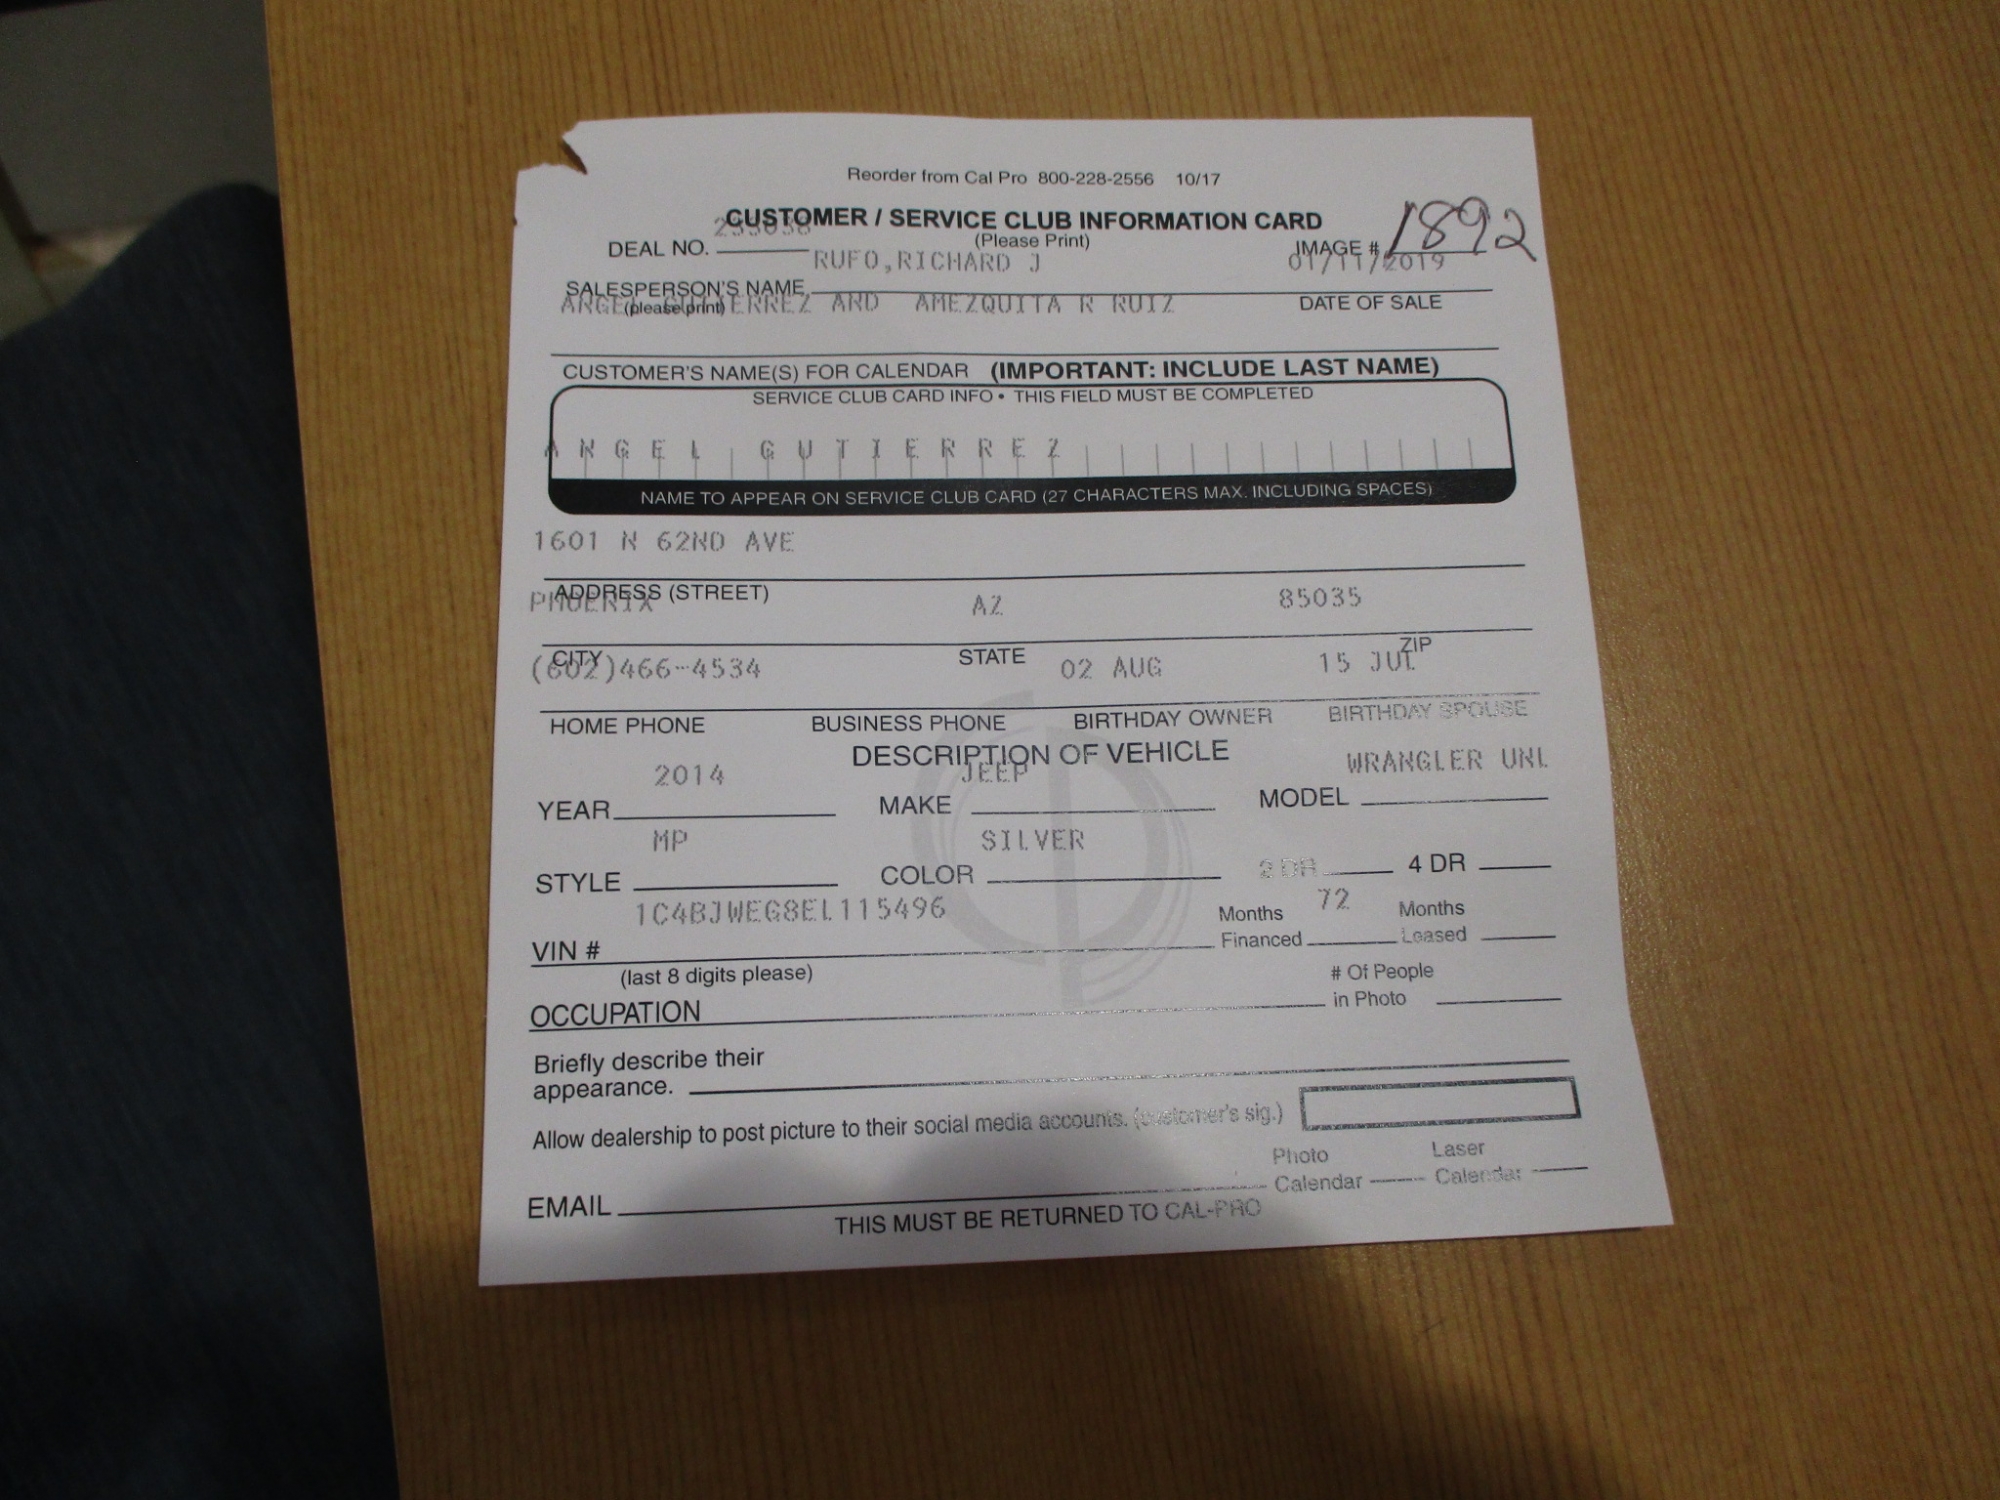 Reorder from Cal Pro 800-228-2556 10/17
CUSTOMER / SERVICE CLUB INFORMATION CARD
(Please Print)
DEAL NO. IMAGE # 1892
RUFO,RICHARD J 01/11/2019
SALESPERSON'S NAME
(please print) DATE OF SALE
ANGEL GUTIERREZ AND AMEZQUITA R RUIZ
CUSTOMER'S NAME(S) FOR CALENDAR (IMPORTANT: INCLUDE LAST NAME)
SERVICE CLUB CARD INFO • THIS FIELD MUST BE COMPLETED
ANGEL GUTIERREZ
NAME TO APPEAR ON SERVICE CLUB CARD (27 CHARACTERS MAX. INCLUDING SPACES)
1601 N 62ND AVE
ADDRESS (STREET)
PHOENIX AZ 85035
CITY STATE ZIP
(602)466-4534 02 AUG 15 JUL
HOME PHONE BUSINESS PHONE BIRTHDAY OWNER BIRTHDAY SPOUSE
DESCRIPTION OF VEHICLE
2014 JEEP WRANGLER UNL
YEAR MAKE MODEL
MP SILVER
STYLE COLOR 2 DR 4 DR
1C4BJWEG8EL115496 72
VIN # Months Financed Months Leased
(last 8 digits please)
OCCUPATION # Of People in Photo
Briefly describe their
appearance.
Allow dealership to post picture to their social media accounts. (customer's sig.)
EMAIL Photo Calendar Laser Calendar
THIS MUST BE RETURNED TO CAL-PRO